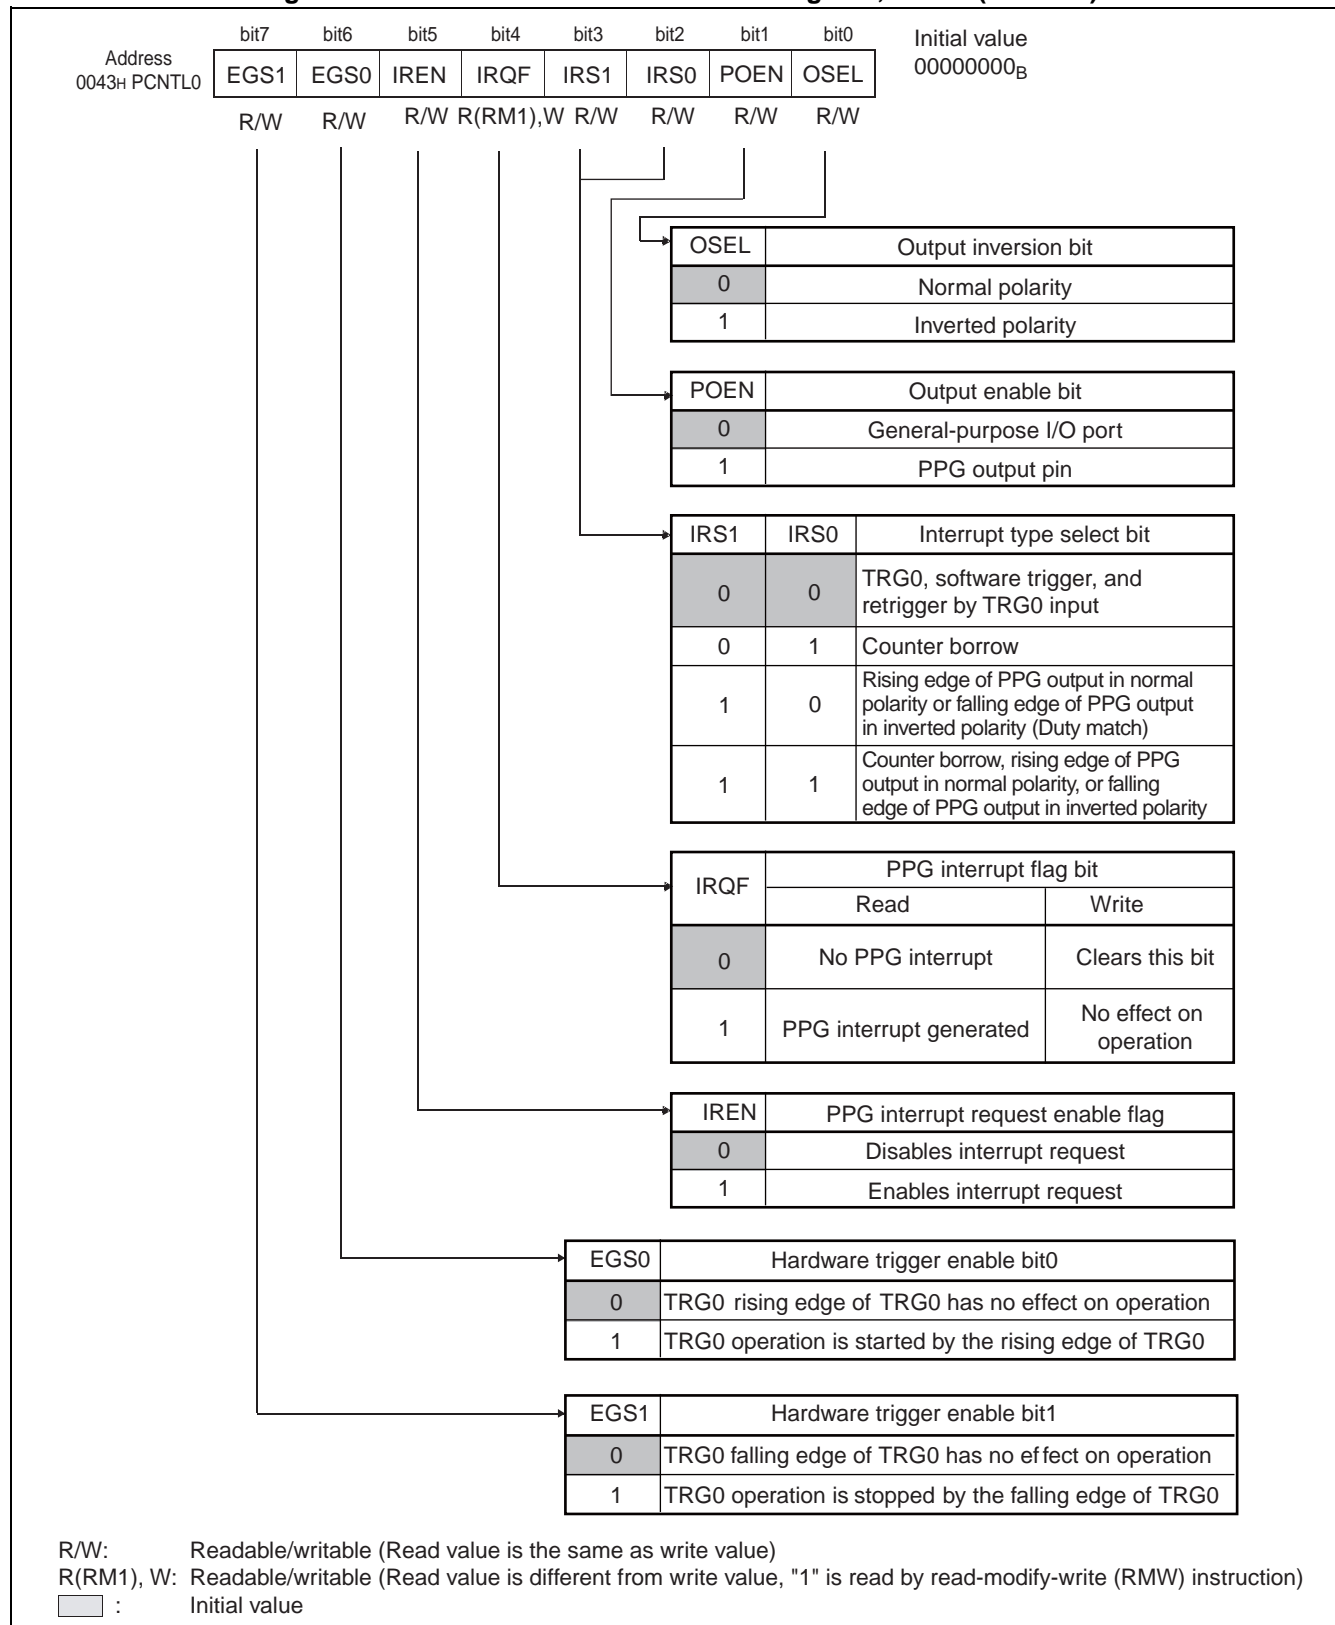 bit7 bit6 bit5 bit4 bit3 bit2 bit1 bit0 Initial value
Address
0043H PCNTL0 EGS1 EGS0 IREN IRQF IRS1 IRS0 POEN OSEL 00000000B
R/W R/W R/W R(RM1),W R/W R/W R/W R/W
OSEL Output inversion bit
0 Normal polarity
1 Inverted polarity
POEN Output enable bit
0 General-purpose I/O port
1 PPG output pin
IRS1 IRS0 Interrupt type select bit
0 0 TRG0, software trigger, and
retrigger by TRG0 input
0 1 Counter borrow
1 0 Rising edge of PPG output in normal
polarity or falling edge of PPG output
in inverted polarity (Duty match)
1 1 Counter borrow, rising edge of PPG
output in normal polarity, or falling
edge of PPG output in inverted polarity
IRQF PPG interrupt flag bit
Read Write
0 No PPG interrupt Clears this bit
1 PPG interrupt generated No effect on
operation
IREN PPG interrupt request enable flag
0 Disables interrupt request
1 Enables interrupt request
EGS0 Hardware trigger enable bit0
0 TRG0 rising edge of TRG0 has no effect on operation
1 TRG0 operation is started by the rising edge of TRG0
EGS1 Hardware trigger enable bit1
0 TRG0 falling edge of TRG0 has no effect on operation
1 TRG0 operation is stopped by the falling edge of TRG0
R/W: Readable/writable (Read value is the same as write value)
R(RM1), W: Readable/writable (Read value is different from write value, "1" is read by read-modify-write (RMW) instruction)
: Initial value